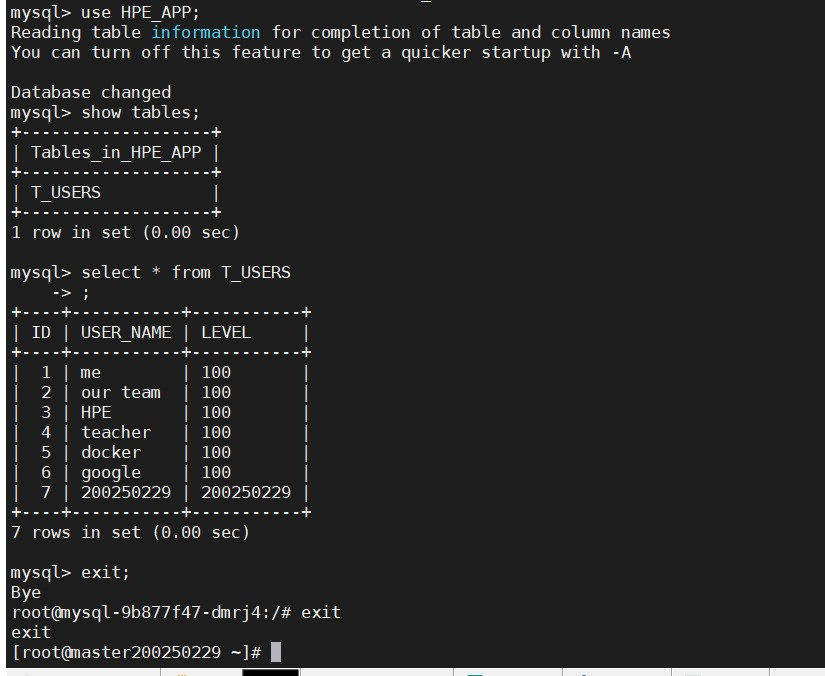 mysql> use HPE_APP;
Reading table information for completion of table and column names
You can turn off this feature to get a quicker startup with -A
Database changed
mysql> show tables;
+-------------------+
| Tables_in_HPE_APP |
+-------------------+
| T_USERS           |
+-------------------+
1 row in set (0.00 sec)
mysql> select * from T_USERS
    -> ;
+----+-----------+-----------+
| ID | USER_NAME | LEVEL     |
+----+-----------+-----------+
|  1 | me        | 100       |
|  2 | our team  | 100       |
|  3 | HPE       | 100       |
|  4 | teacher   | 100       |
|  5 | docker    | 100       |
|  6 | google    | 100       |
|  7 | 200250229 | 200250229 |
+----+-----------+-----------+
7 rows in set (0.00 sec)
mysql> exit;
Bye
root@mysql-9b877f47-dmrj4:/# exit
exit
[root@master200250229 ~]#